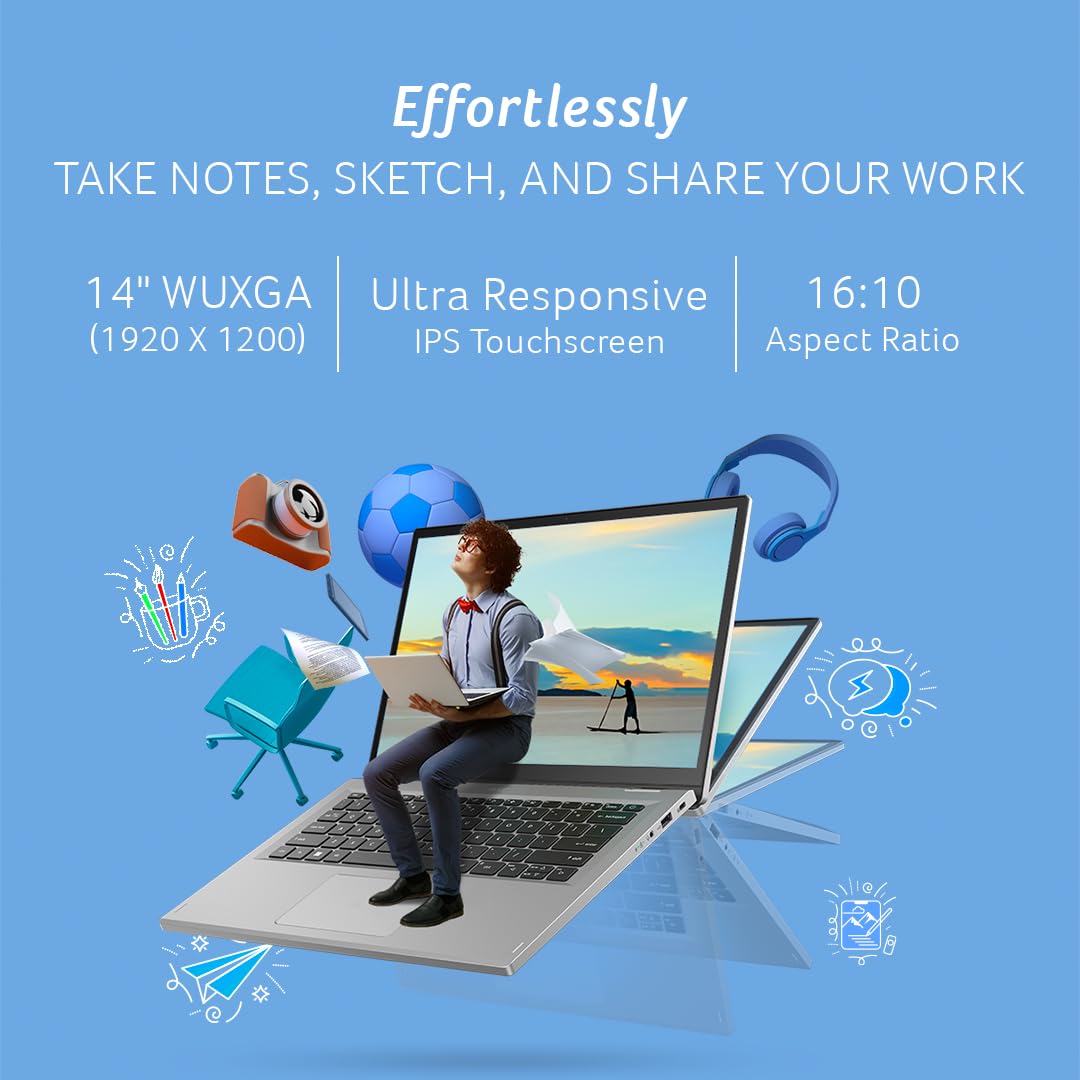 Effortlessly
TAKE NOTES, SKETCH, AND SHARE YOUR WORK
14" WUXGA
(1920 X 1200)
Ultra Responsive
IPS Touchscreen
16:10
Aspect Ratio